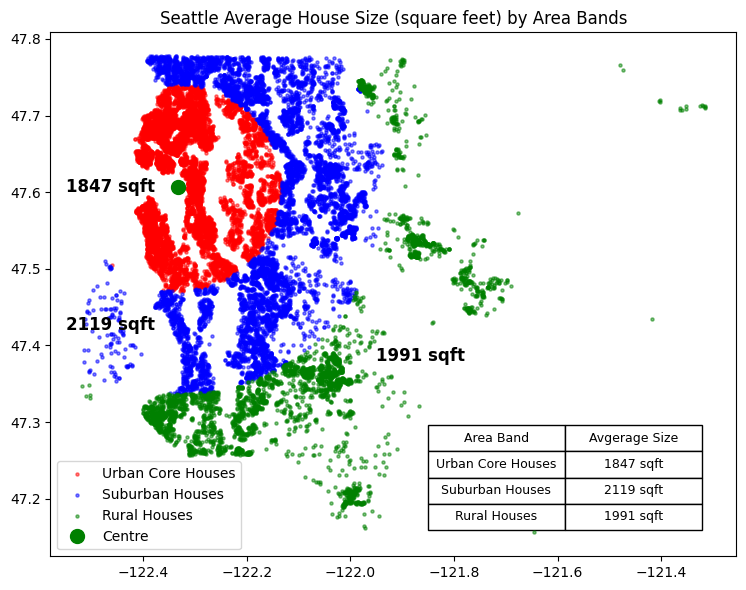 Seattle Average House Size (square feet) by Area Bands
47.8
47.7
47.6
47.5
47.4
47.3
47.2
1847 sqft
2119 sqft
1991 sqft
Area Band Avgerage Size
Urban Core Houses 1847 sqft
Suburban Houses 2119 sqft
Rural Houses 1991 sqft
Urban Core Houses
Suburban Houses
Rural Houses
Centre
−122.4 −122.2 −122.0 −121.8 −121.6 −121.4